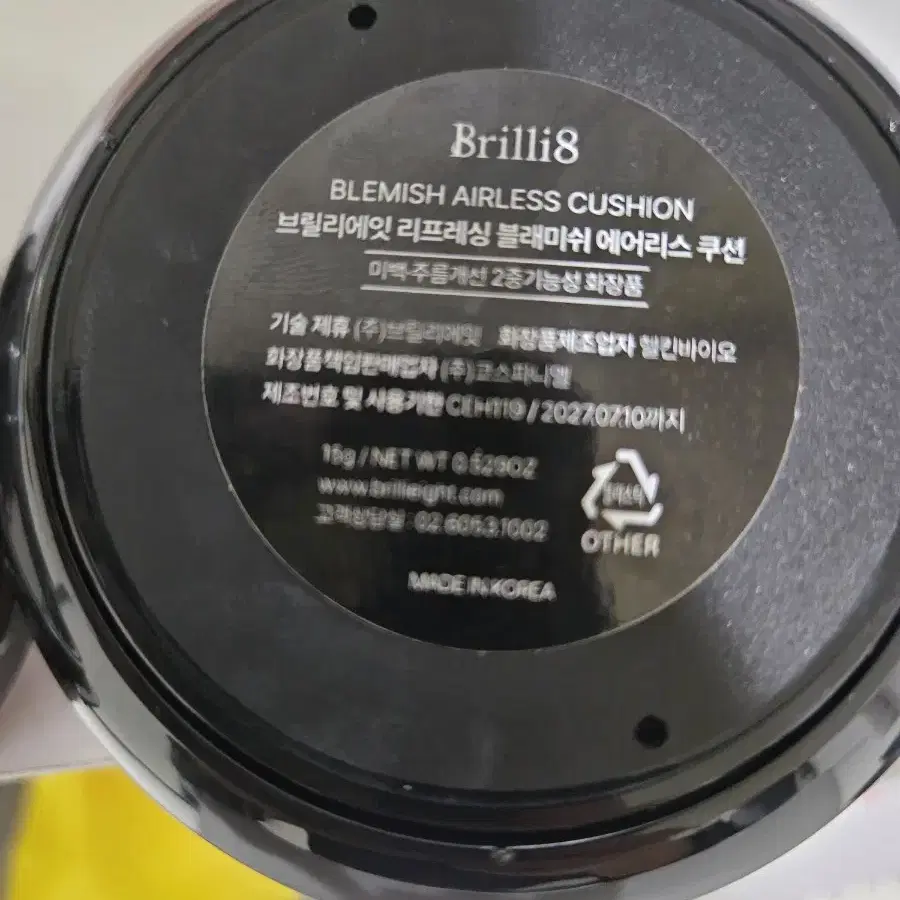 Brilli8
BLEMISH AIRLESS CUSHION
브릴리에잇 리프레싱 블래미쉬 에어리스 쿠션
미백·주름개선 2중기능성 화장품
기술 제휴 (주)브릴리에잇 화장품제조업자 헬킨바이오
화장품책임판매업자 (주)코스피니엘
제조번호 및 사용기한 CEH119 / 2027.07.10까지
15g / NET WT 0.529OZ
www.brillieight.com
고객상담실 : 02.6053.1002
OTHER
MADE IN KOREA